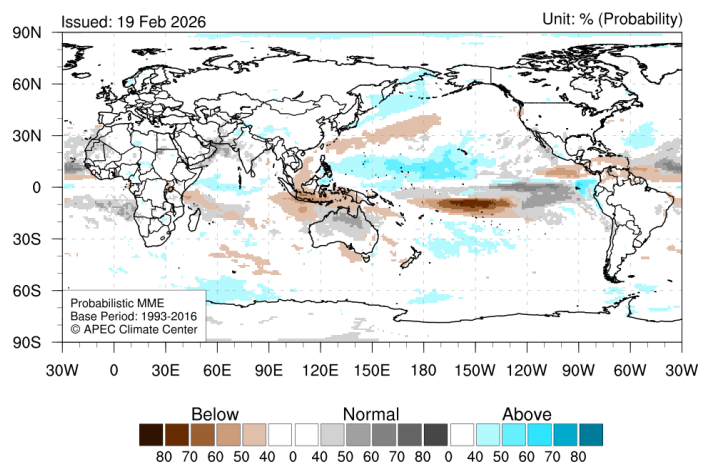 Issued: 19 Feb 2026 Unit: % (Probability)
90N
60N
30N
0
30S
60S
90S
Probabilistic MME
Base Period: 1993-2016
© APEC Climate Center
30W 0 30E 60E 90E 120E 150E 180 150W 120W 90W 60W 30W
Below Normal Above
80 70 60 50 40 0 40 50 60 70 80 0 40 50 60 70 80